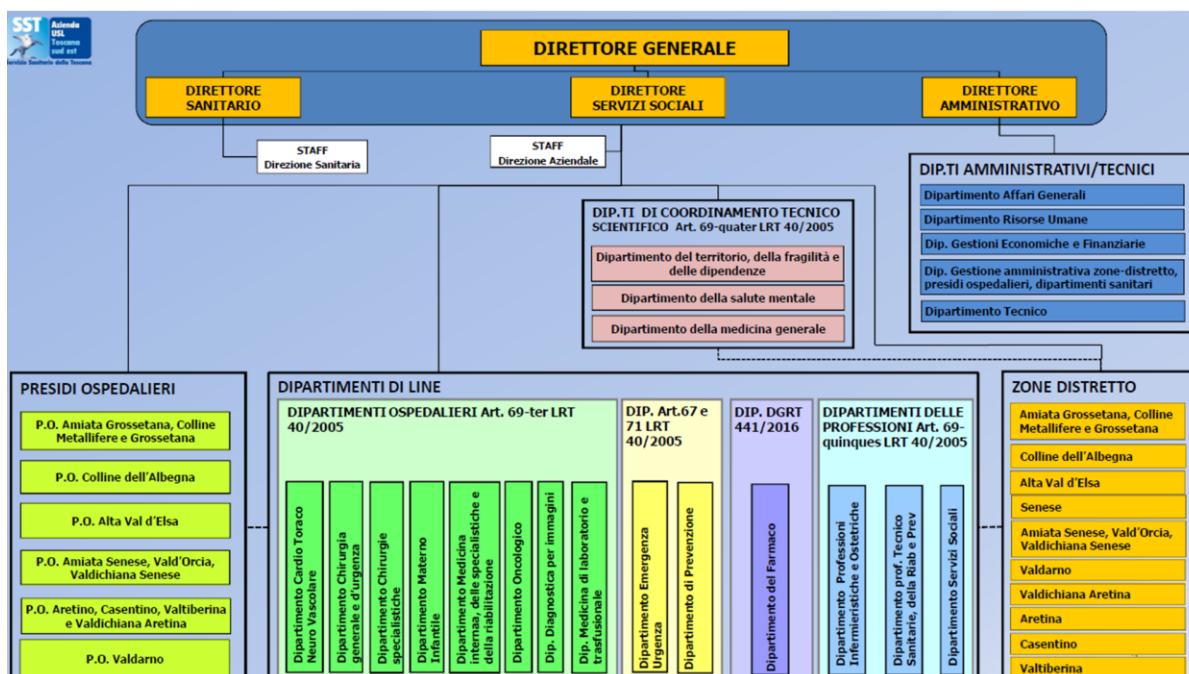 SST
Azienda
USL
Toscana
sud est
Servizio Sanitario della Toscana
DIRETTORE GENERALE
DIRETTORE
SANITARIO
DIRETTORE
SERVIZI SOCIALI
DIRETTORE
AMMINISTRATIVO
STAFF
Direzione Sanitaria
STAFF
Direzione Aziendale
DIP.TI AMMINISTRATIVI/TECNICI
Dipartimento Affari Generali
Dipartimento Risorse Umane
Dip. Gestioni Economiche e Finanziarie
Dip. Gestione amministrativa zone-distretto,
presidi ospedalieri, dipartimenti sanitari
Dipartimento Tecnico
DIP.TI DI COORDINAMENTO TECNICO
SCIENTIFICO Art. 69-quater LRT 40/2005
Dipartimento del territorio, della fragilità e
delle dipendenze
Dipartimento della salute mentale
Dipartimento della medicina generale
PRESIDI OSPEDALIERI
P.O. Amiata Grossetana, Colline
Metallifere e Grossetana
P.O. Colline dell'Albegna
P.O. Alta Val d'Elsa
P.O. Amiata Senese, Vald'Orcia,
Valdichiana Senese
P.O. Aretino, Casentino, Valtiberina
e Valdichiana Aretina
P.O. Valdarno
DIPARTIMENTI DI LINE
DIPARTIMENTI OSPEDALIERI Art. 69-ter LRT
40/2005
Dipartimento Cardio Toraco
Neuro Vascolare
Dipartimento Chirurgia
generale e d'urgenza
Dipartimento Chirurgie
specialistiche
Dipartimento Materno
Infantile
Dipartimento Medicina
internaa, delle specialistiche e
della riabilitazione
Dipartimento Oncologico
Dip. Diagnostica per immagini
Dip. Medicina di laboratorio e
trasfusionale
DIP. Art.67 e
71 LRT
40/2005
Dipartimento Emergenza
Urgenza
Dipartimento di Prevenzione
DIP. DGRT
441/2016
Dipartimento del Farmaco
DIPARTIMENTI DELLE
PROFESSIONI Art. 69-
quinques LRT 40/2005
Dipartimento Professioni
Infermieristiche e Ostetriche
Dipartimento prof. Tecnico
Sanitarie, della Riab e Prev
Dipartimento Servizi Sociali
ZONE DISTRETTO
Amiata Grossetana, Colline
Metallifere e Grossetana
Colline dell'Albegna
Alta Val d'Elsa
Senese
Amiata Senese, Vald'Orcia,
Valdichiana Senese
Valdarno
Valdichiana Aretina
Aretina
Casentino
Valtiberina